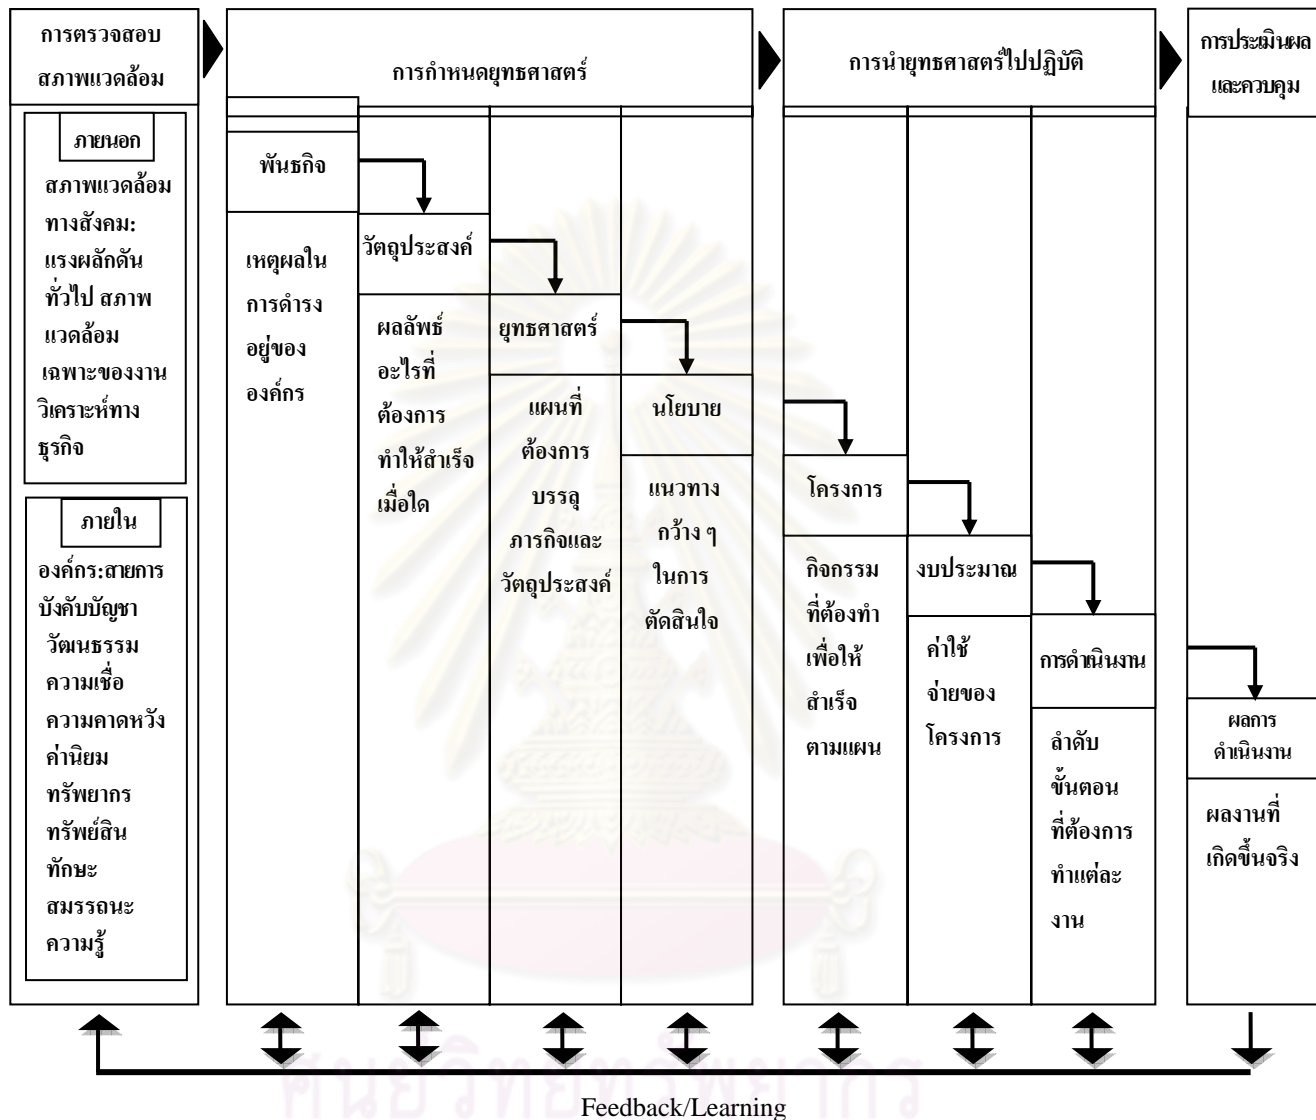 การตรวจสอบ
สภาพแวดล้อม
การกำหนดยุทธศาสตร์
การนำยุทธศาสตร์ไปปฏิบัติ
การประเมินผล
และควบคุม
ภายนอก
สภาพแวดล้อม
ทางสังคม:
แรงผลักดัน
ทั่วไป สภาพ
แวดล้อม
เฉพาะของงาน
วิเคราะห์ทาง
ธุรกิจ
ภายใน
องค์กร:สายการ
บังคับบัญชา
วัฒนธรรม
ความเชื่อ
ความคาดหวัง
ค่านิยม
ทรัพยากร
ทรัพย์สิน
ทักษะ
สมรรถนะ
ความรู้
พันธกิจ
เหตุผลใน
การดำรง
อยู่ของ
องค์กร
วัตถุประสงค์
ผลลัพธ์
อะไรที่
ต้องการ
ทำให้สำเร็จ
เมื่อใด
ยุทธศาสตร์
แผนที่
ต้องการ
บรรลุ
ภารกิจและ
วัตถุประสงค์
นโยบาย
แนวทาง
กว้าง ๆ
ในการ
ตัดสินใจ
โครงการ
กิจกรรม
ที่ต้องทำ
เพื่อให้
สำเร็จ
ตามแผน
งบประมาณ
ค่าใช้
จ่ายของ
โครงการ
การดำเนินงาน
ลำดับ
ขั้นตอน
ที่ต้องการ
ทำแต่ละ
งาน
ผลการ
ดำเนินงาน
ผลงานที่
เกิดขึ้นจริง
ศูนย์วิทยทรัพยากร
Feedback/Learning